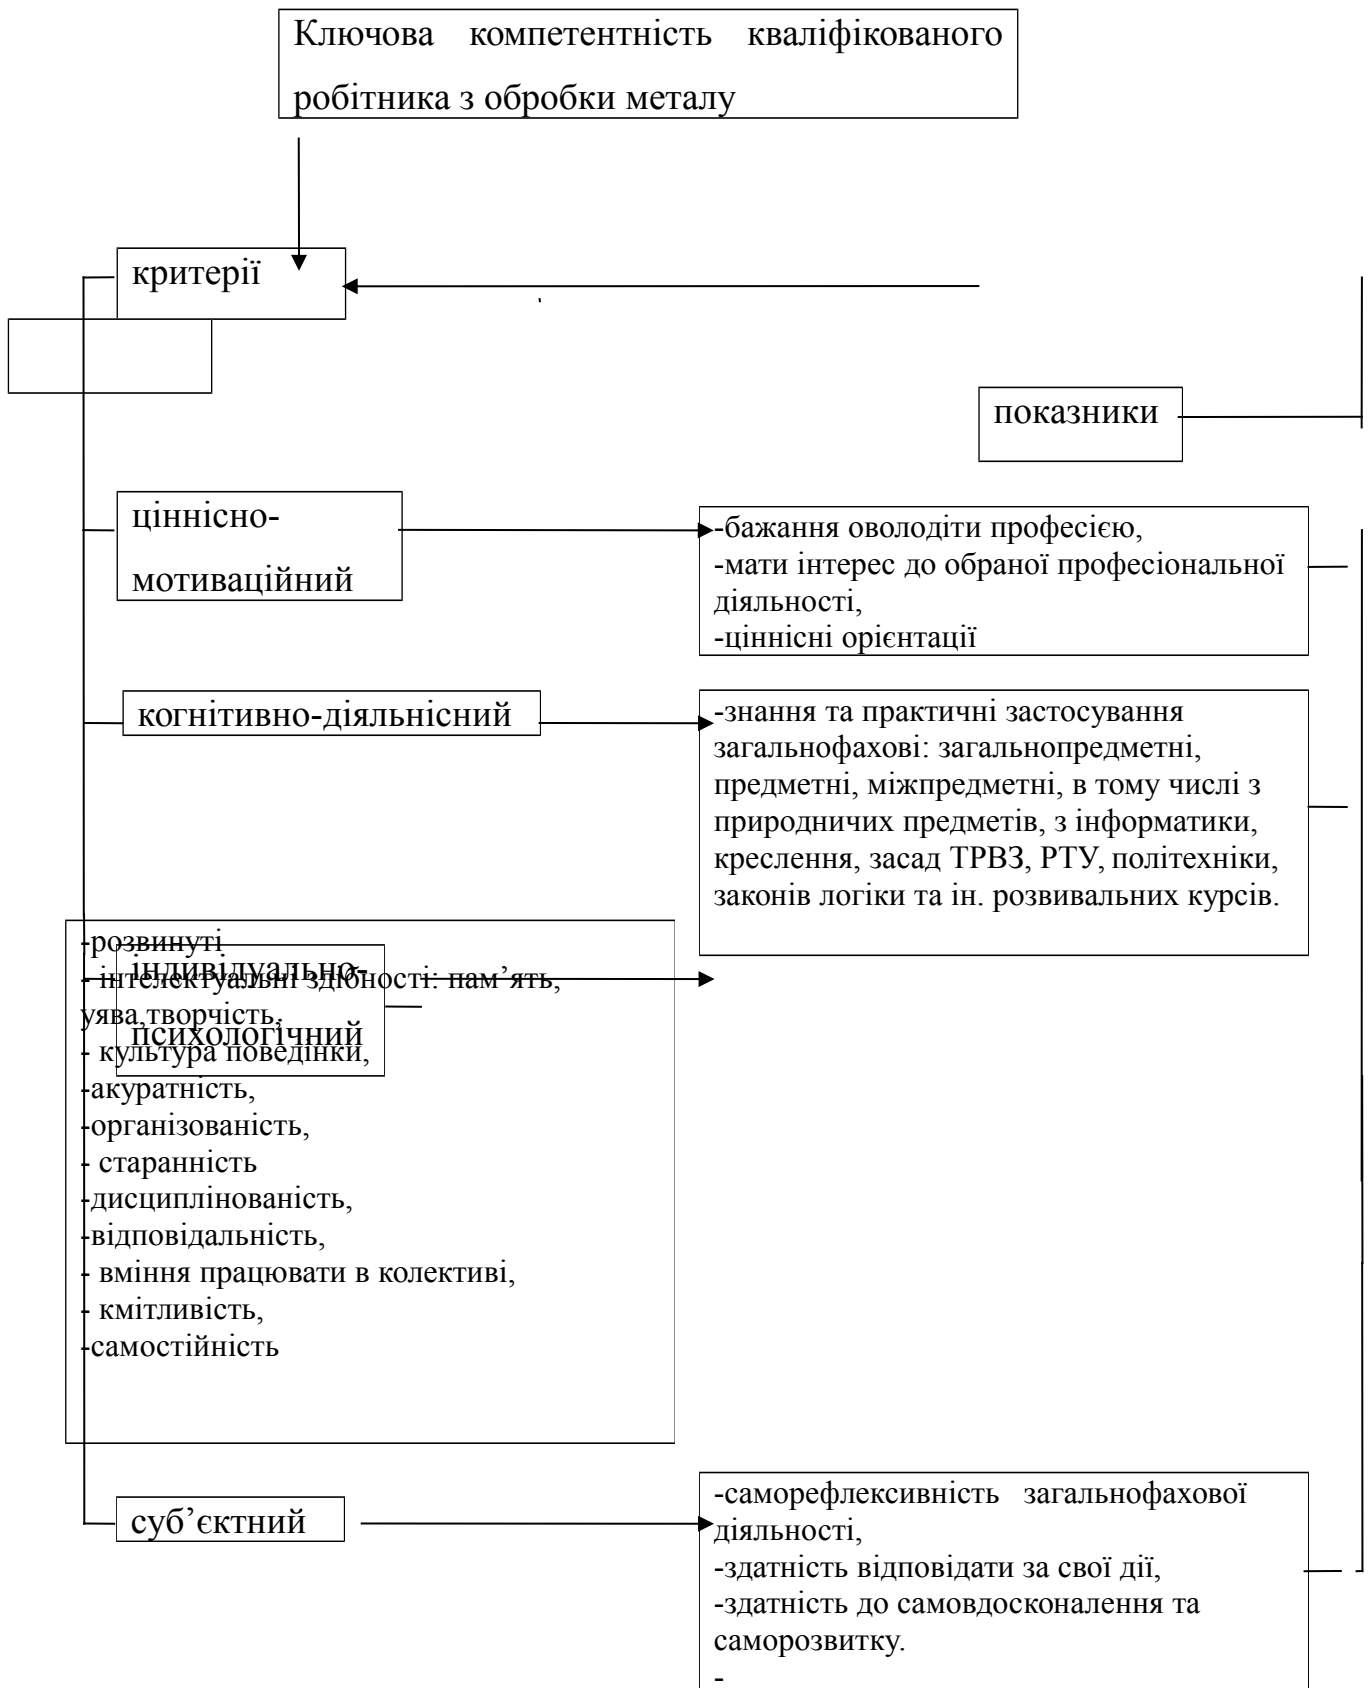 Ключова компетентність кваліфікованого
робітника з обробки металу
критерії
показники
ціннісно-
мотиваційний
-бажання оволодіти професією,
-мати інтерес до обраної професіональної
діяльності,
-ціннісні орієнтації
когнітивно-діяльнісний
-знання та практичні застосування
загальнофахові: загальнопредметні,
предметні, міжпредметні, в тому числі з
природничих предметів, з інформатики,
креслення, засад ТРВЗ, РТУ, політехніки,
законів логіки та ін. розвивальних курсів.
індивідуально-
психологічний
-розвинуті
- інтелектуальні здібності: пам’ять,
уява,творчість,
- культура поведінки,
-акуратність,
-організованість,
- старанність
-дисциплінованість,
-відповідальність,
- вміння працювати в колективі,
- кмітливість,
-самостійність
суб’єктний
-саморефлексивність загальнофахової
діяльності,
-здатність відповідати за свої дії,
-здатність до самовдосконалення та
саморозвитку.
-